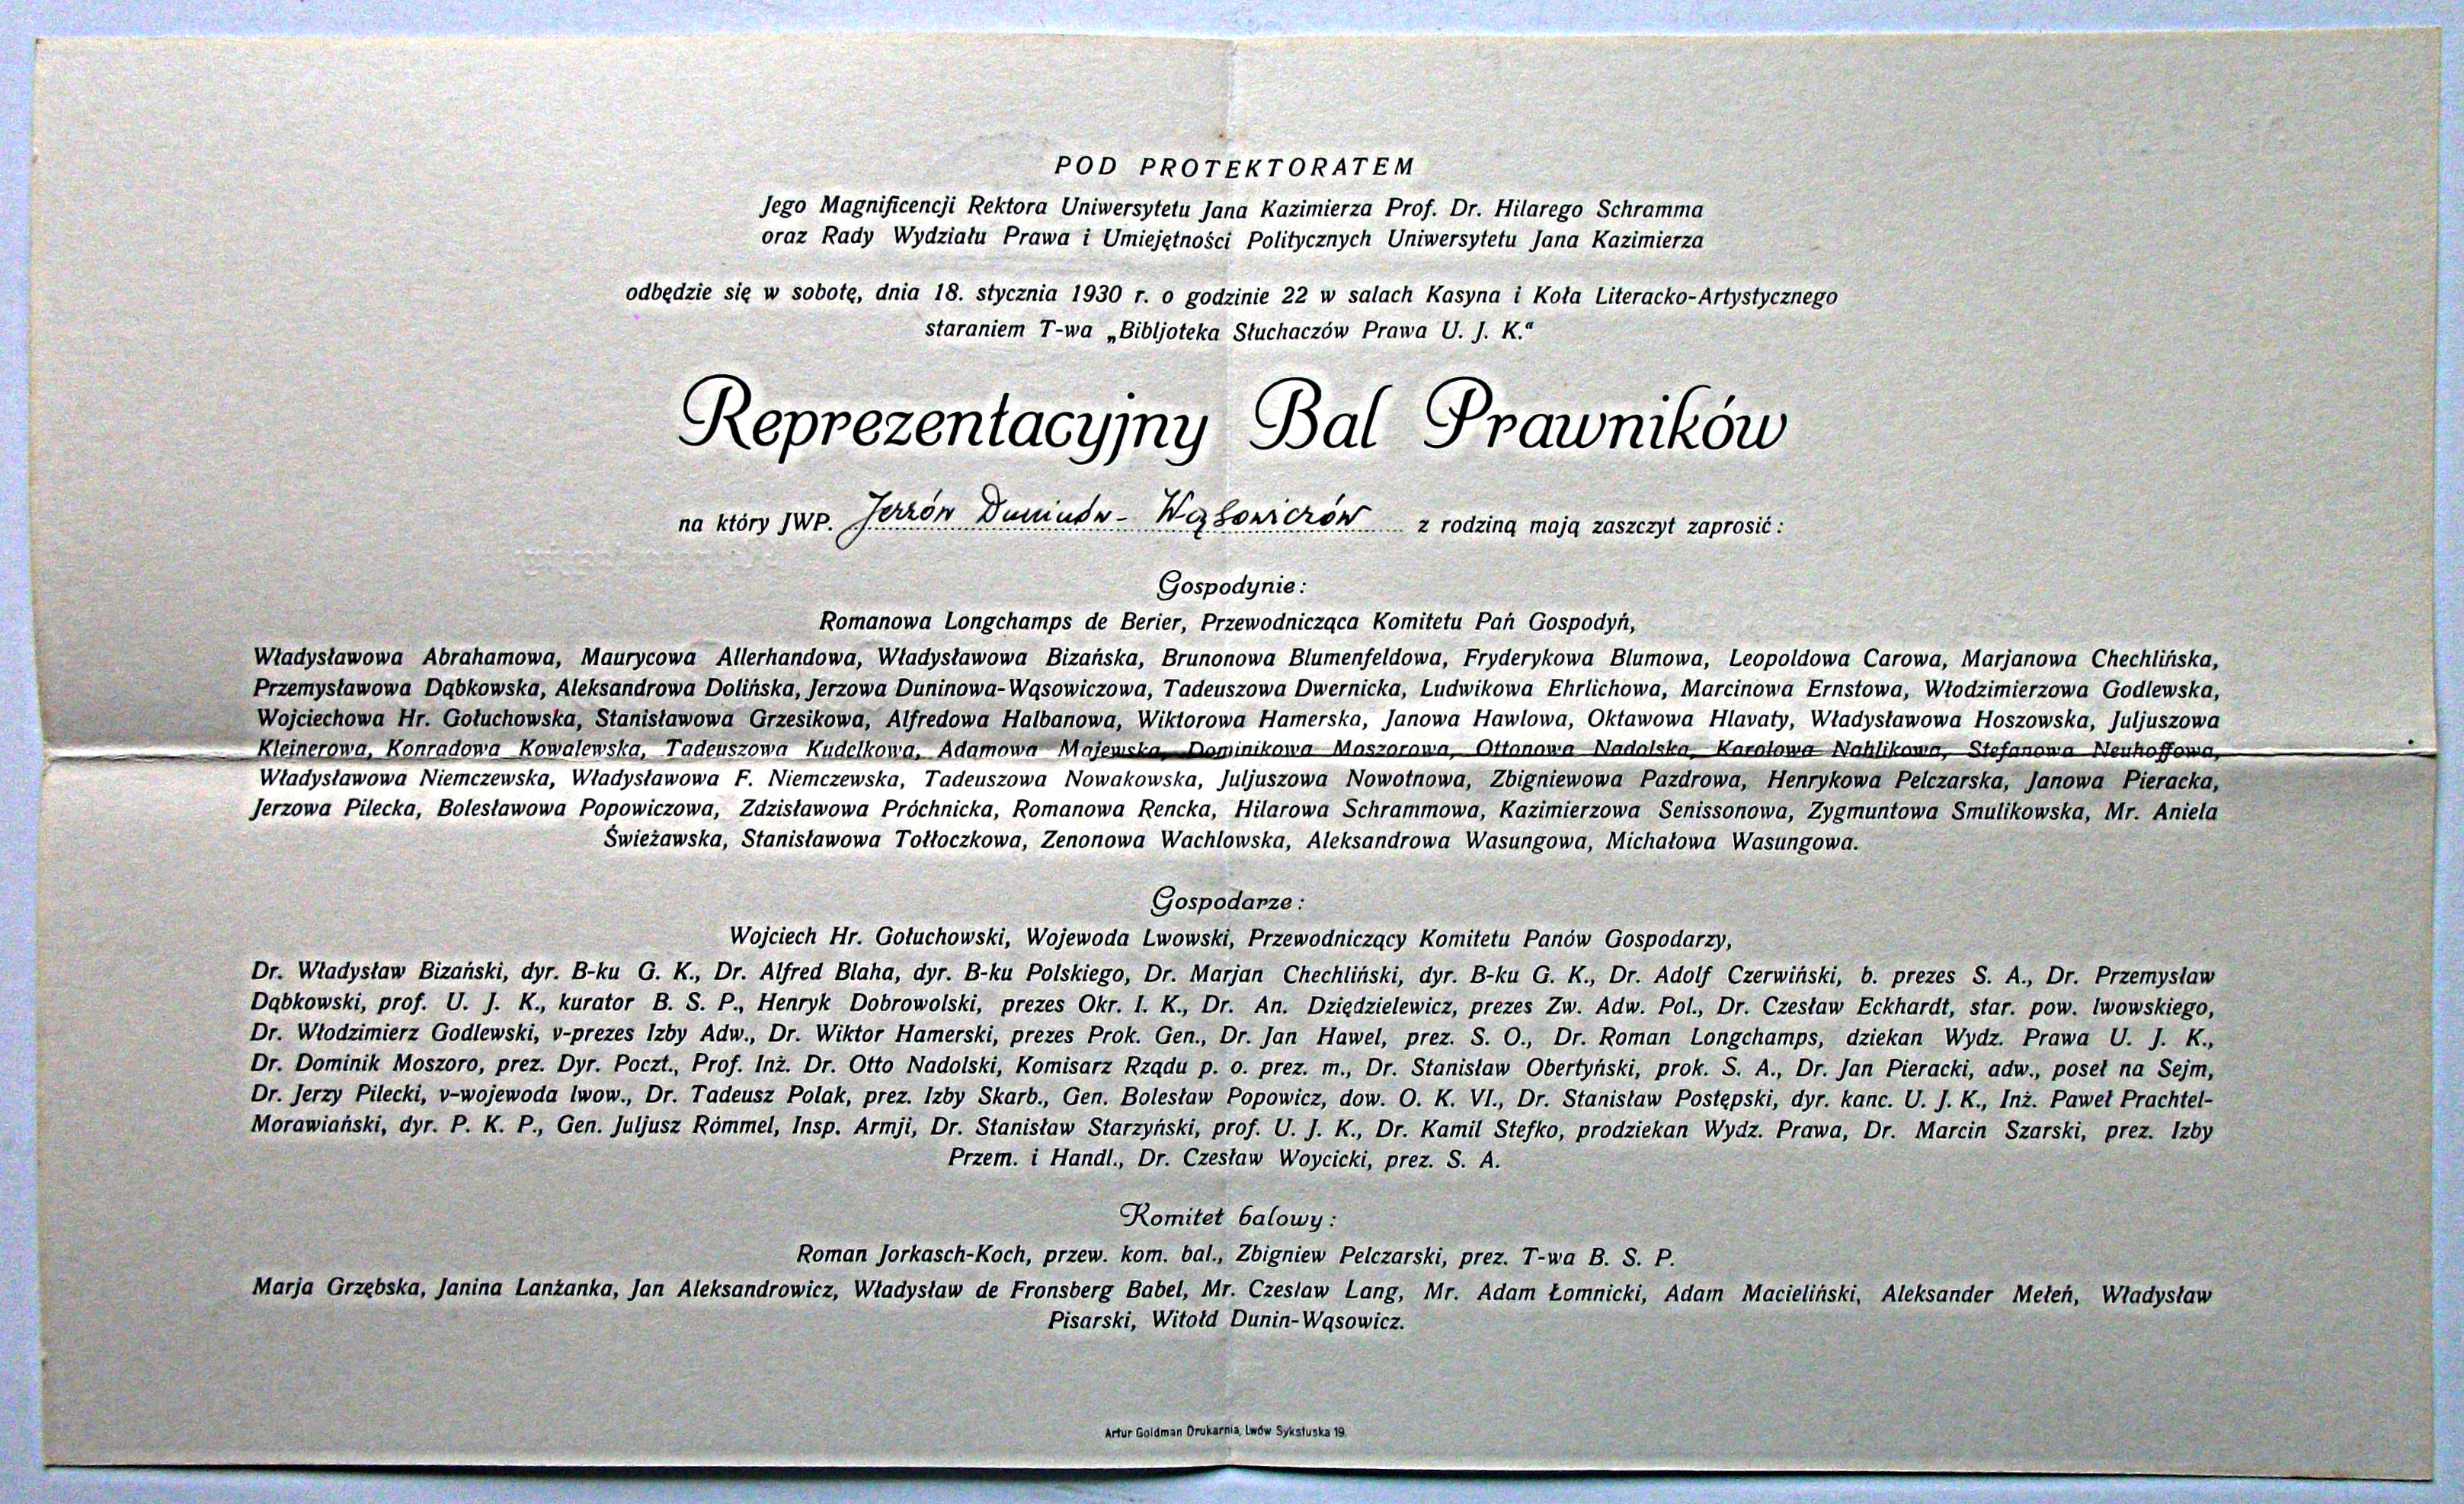 POD PROTEKTORATEM
Jego Magnificencji Rektora Uniwersytetu Jana Kazimierza Prof. Dr. Hilarego Schramma
oraz Rady Wydziału Prawa i Umiejętności Politycznych Uniwersytetu Jana Kazimierza
odbędzie się w sobotę, dnia 18. stycznia 1930 r. o godzinie 22 w salach Kasyna i Koła Literacko-Artystycznego
staraniem T-wa „Bibljoteka Słuchaczów Prawa U. J. K.“
Reprezentacyjny Bal Prawników
na który JWP. Jerzów Duninów-Wąsowiczów z rodziną mają zaszczyt zaprosić:
Gospodynie:
Romanowa Longchamps de Berier, Przewodnicząca Komitetu Pań Gospodyń,
Władysławowa Abrahamowa, Maurycowa Allerhandowa, Władysławowa Bizańska, Brunonowa Blumenfeldowa, Fryderykowa Blumowa, Leopoldowa Carowa, Marjanowa Chechlińska,
Przemysławowa Dąbkowska, Aleksandrowa Dolińska, Jerzowa Duninowa-Wąsowiczowa, Tadeuszowa Dwernicka, Ludwikowa Ehrlichowa, Marcinowa Ernstowa, Włodzimierzowa Godlewska,
Wojciechowa Hr. Gołuchowska, Stanisławowa Grzesikowa, Alfredowa Halbanowa, Wiktorowa Hamerska, Janowa Hawlowa, Oktawowa Hlavaty, Władysławowa Hoszowska, Juljuszowa
Kleinerowa, Konradowa Kowalewska, Tadeuszowa Kudelkowa, Adamowa Majewska, Dominikowa Moszorowa, Ottonowa Nadolska, Karolowa Nahlikowa, Stefanowa Neuhoffowa,
Władysławowa Niemczewska, Władysławowa F. Niemczewska, Tadeuszowa Nowakowska, Juljuszowa Nowotnowa, Zbigniewowa Pazdrowa, Henrykowa Pelczarska, Janowa Pieracka,
Jerzowa Pilecka, Bolesławowa Popowiczowa, Zdzisławowa Próchnicka, Romanowa Rencka, Hilarowa Schrammowa, Kazimierzowa Senissonowa, Zygmuntowa Smulikowska, Mr. Aniela
Świeżawska, Stanisławowa Tołłoczkowa, Zenonowa Wachlowska, Aleksandrowa Wasungowa, Michałowa Wasungowa.
Gospodarze:
Wojciech Hr. Gołuchowski, Wojewoda Lwowski, Przewodniczący Komitetu Panów Gospodarzy,
Dr. Władysław Bizański, dyr. B-ku G. K., Dr. Alfred Blaha, dyr. B-ku Polskiego, Dr. Marjan Chechliński, dyr. B-ku G. K., Dr. Adolf Czerwiński, b. prezes S. A., Dr. Przemysław
Dąbkowski, prof. U. J. K., kurator B. S. P., Henryk Dobrowolski, prezes Okr. I. K., Dr. An. Dziędzielewicz, prezes Zw. Adw. Pol., Dr. Czesław Eckhardt, star. pow. lwowskiego,
Dr. Włodzimierz Godlewski, v-prezes Izby Adw., Dr. Wiktor Hamerski, prezes Prok. Gen., Dr. Jan Hawel, prez. S. O., Dr. Roman Longchamps, dziekan Wydz. Prawa U. J. K.,
Dr. Dominik Moszoro, prez. Dyr. Poczt., Prof. Inż. Dr. Otto Nadolski, Komisarz Rządu p. o. prez. m., Dr. Stanisław Obertyński, prok. S. A., Dr. Jan Pieracki, adw., poseł na Sejm,
Dr. Jerzy Pilecki, v-wojewoda lwow., Dr. Tadeusz Polak, prez. Izby Skarb., Gen. Bolesław Popowicz, dow. O. K. VI., Dr. Stanisław Postępski, dyr. kanc. U. J. K., Inż. Paweł Prachtel-
Morawiański, dyr. P. K. P., Gen. Juljusz Rómmel, Insp. Armji, Dr. Stanisław Starzyński, prof. U. J. K., Dr. Kamil Stefko, prodziekan Wydz. Prawa, Dr. Marcin Szarski, prez. Izby
Przem. i Handl., Dr. Czesław Woycicki, prez. S. A.
Komitet balowy:
Roman Jorkasch-Koch, przew. kom. bal., Zbigniew Pelczarski, prez. T-wa B. S. P.
Marja Grzębska, Janina Lanżanka, Jan Aleksandrowicz, Władysław de Fronsberg Babel, Mr. Czesław Lang, Mr. Adam Łomnicki, Adam Macieliński, Aleksander Mełeń, Władysław
Pisarski, Witołd Dunin-Wąsowicz.
Artur Goldman Drukarnia, Lwów Sykstuska 19.